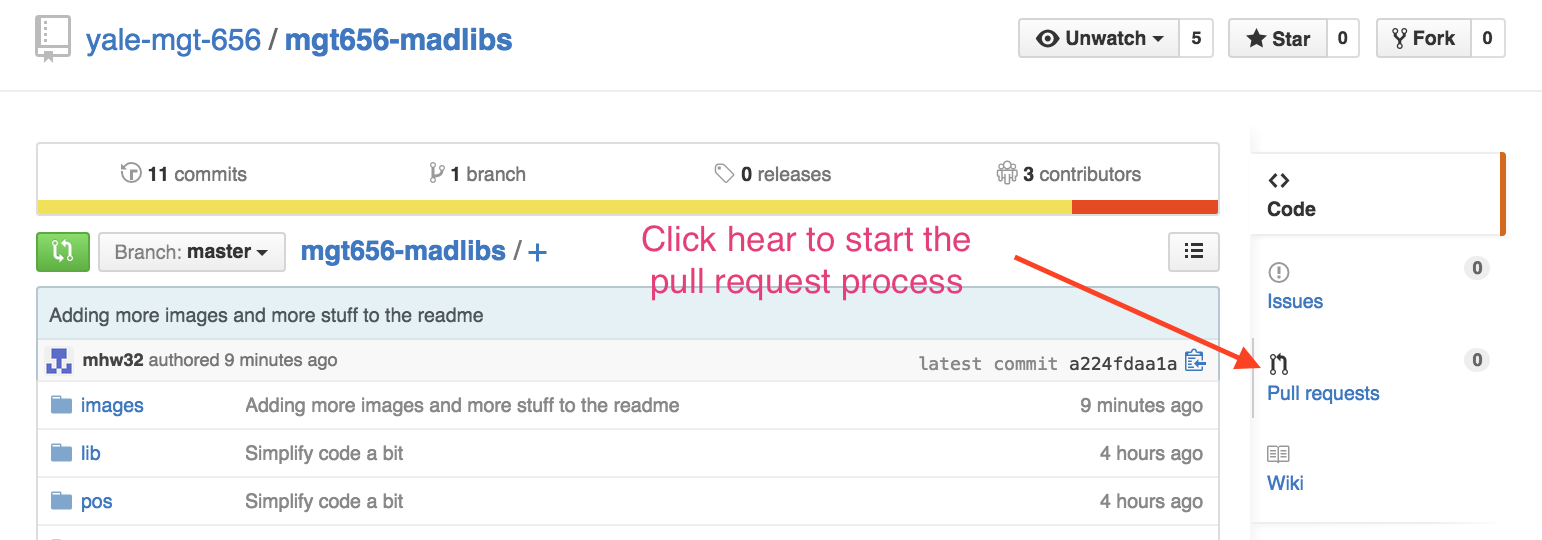 yale-mgt-656 / mgt656-madlibs
Unwatch 5 Star 0 Fork 0
11 commits 1 branch 0 releases 3 contributors
Branch: master mgt656-madlibs / +
Click hear to start the
pull request process
Adding more images and more stuff to the readme
mhw32 authored 9 minutes ago latest commit a224fdaa1a
images Adding more images and more stuff to the readme 9 minutes ago
lib Simplify code a bit 4 hours ago
pos Simplify code a bit 4 hours ago
Code
Issues 0
Pull requests 0
Wiki